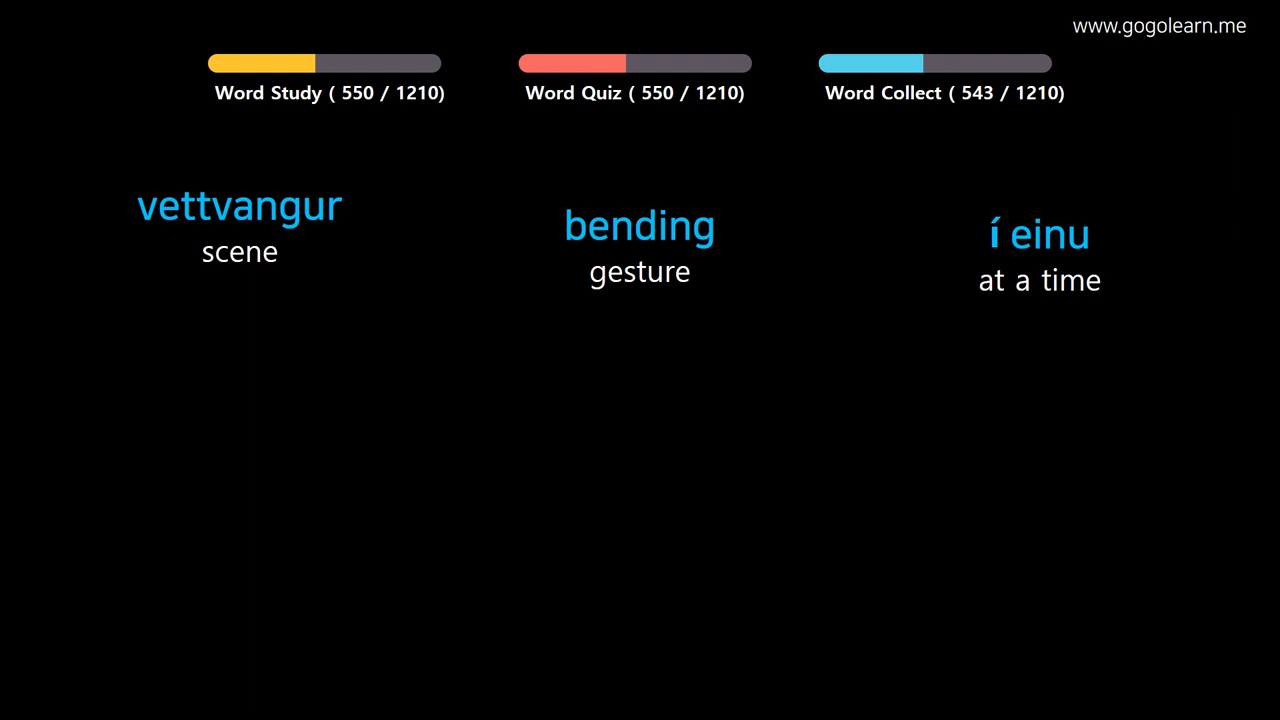 www.gogolearn.me
Word Study ( 550 / 1210)
Word Quiz ( 550 / 1210)
Word Collect ( 543 / 1210)
vettvangur
scene
bending
gesture
í einu
at a time